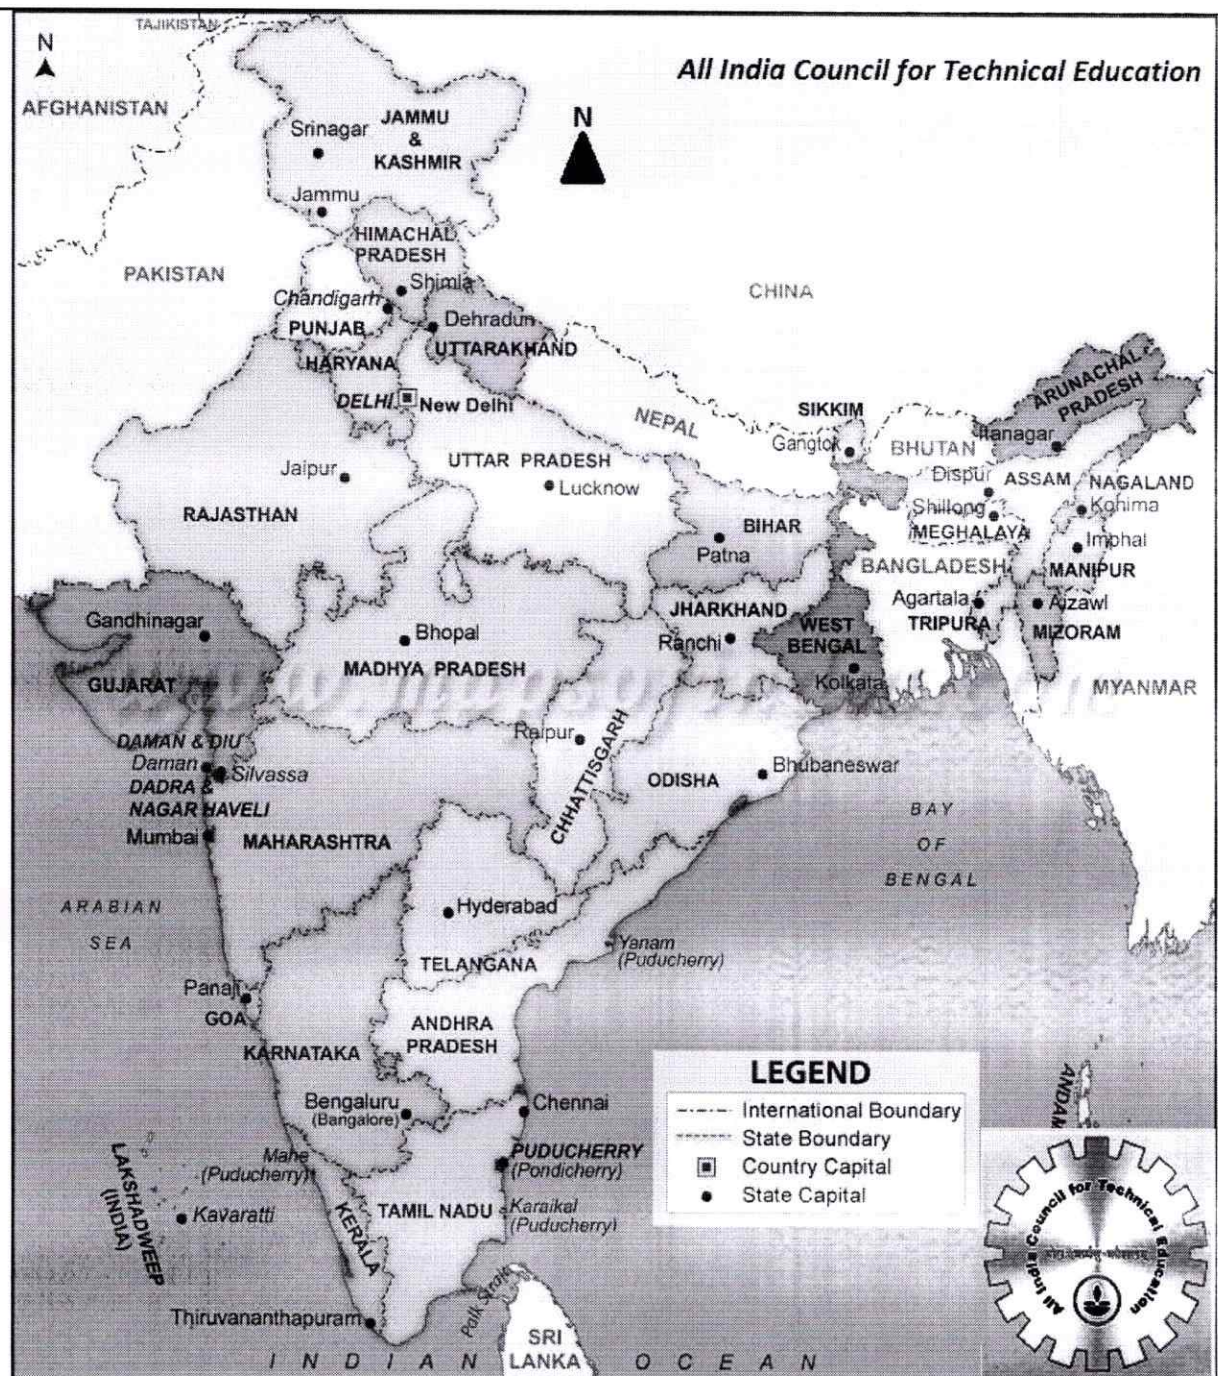 TAJIKISTAN
N
All India Council for Technical Education
AFGHANISTAN
N
JAMMU
&
KASHMIR
Srinagar
Jammu
HIMACHAL
PRADESH
PAKISTAN
Shimla
CHINA
Chandigarh
PUNJAB
Dehradun
UTTARAKHAND
HARYANA
DELHI
New Delhi
ARUNACHAL
PRADESH
SIKKIM
NEPAL
Gangtok
BHUTAN
Itanagar
UTTAR PRADESH
Jaipur
Lucknow
Dispur
ASSAM
NAGALAND
RAJASTHAN
Shillong
Kohima
BIHAR
MEGHALAYA
Patna
Imphal
BANGLADESH
MANIPUR
Agartala
Aizawl
JHARKHAND
TRIPURA
MIZORAM
Gandhinagar
Bhopal
Ranchi
WEST
BENGAL
MADHYA PRADESH
GUJARAT
Kolkata
MYANMAR
DAMAN & DIU
Daman
Silvassa
DADRA &
NAGAR HAVELI
Raipur
CHHATTISGARH
ODISHA
Bhubaneswar
Mumbai
MAHARASHTRA
BAY
OF
BENGAL
ARABIAN
SEA
Hyderabad
Yanam
(Puducherry)
TELANGANA
Panaji
GOA
ANDHRA
PRADESH
KARNATAKA
LEGEND
International Boundary
State Boundary
Country Capital
State Capital
ANDAM
Bengaluru
(Bangalore)
Chennai
Mahe
(Puducherry)
PUDUCHERRY
(Pondicherry)
LAKSHADWEEP
(INDIA)
Kavaratti
KERALA
TAMIL NADU
Karaikal
(Puducherry)
All India Council for Technical Education
Thiruvananthapuram
Palk Strait
SRI
LANKA
INDIAN OCEAN